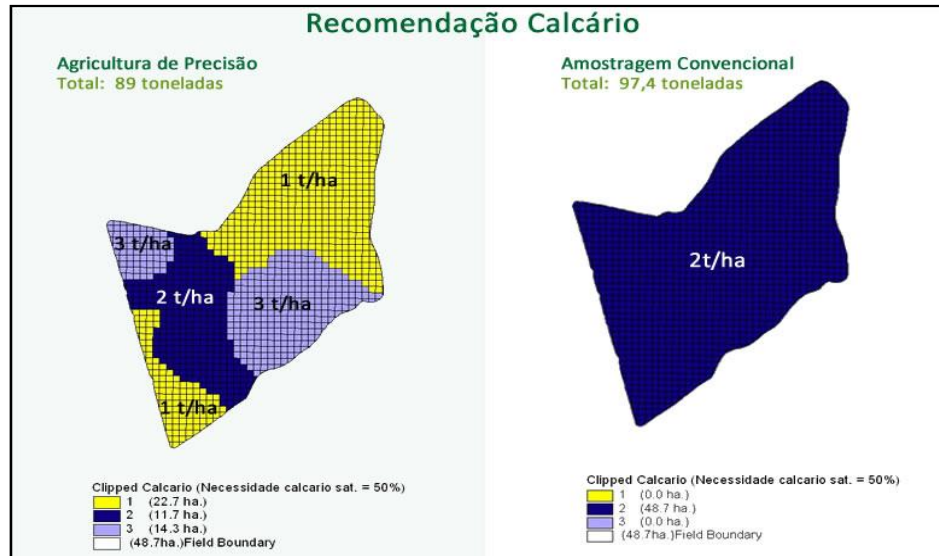 Recomendação Calcário
Agricultura de Precisão
Total: 89 toneladas
1 t/ha
3 t/ha
2 t/ha
3 t/ha
1 t/ha
Clipped Calcario (Necessidade calcario sat. = 50%)
1 (22.7 ha.)
2 (11.7 ha.)
3 (14.3 ha.)
(48.7ha.)Field Boundary
Amostragem Convencional
Total: 97,4 toneladas
2t/ha
Clipped Calcario (Necessidade calcario sat. = 50%)
1 (0.0 ha.)
2 (48.7 ha.)
3 (0.0 ha.)
(48.7ha.)Field Boundary